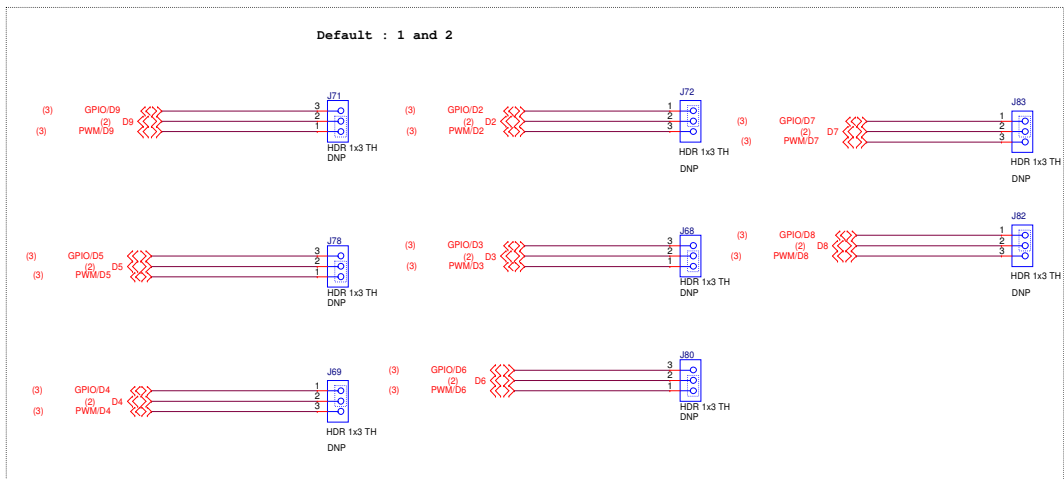 Default : 1 and 2
J71
(3) GPIO/D9 3
(2) D9 2
(3) PWM/D9 1
HDR 1x3 TH
DNP
J72
(3) GPIO/D2 1
(2) D2 2
(3) PWM/D2 3
HDR 1x3 TH
DNP
J83
(3) GPIO/D7 1
(2) D7 2
(3) PWM/D7 3
HDR 1x3 TH
DNP
J78
(3) GPIO/D5 3
(2) D5 2
(3) PWM/D5 1
HDR 1x3 TH
DNP
J68
(3) GPIO/D3 3
(2) D3 2
(3) PWM/D3 1
HDR 1x3 TH
DNP
J82
(3) GPIO/D8 1
(2) D8 2
(3) PWM/D8 3
HDR 1x3 TH
DNP
J69
(3) GPIO/D4 1
(2) D4 2
(3) PWM/D4 3
HDR 1x3 TH
DNP
J80
(3) GPIO/D6 3
(2) D6 2
(3) PWM/D6 1
HDR 1x3 TH
DNP